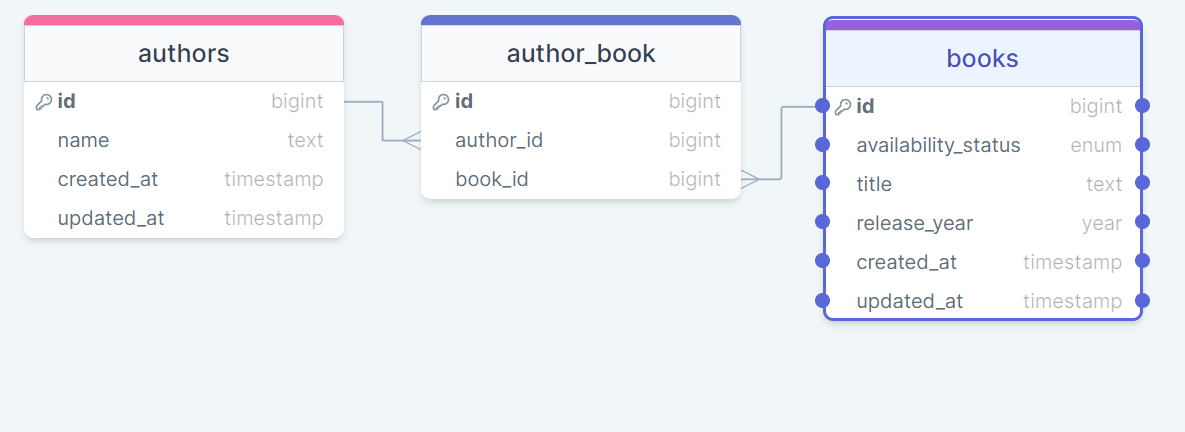 authors
id bigint
name text
created_at timestamp
updated_at timestamp
author_book
id bigint
author_id bigint
book_id bigint
books
id bigint
availability_status enum
title text
release_year year
created_at timestamp
updated_at timestamp